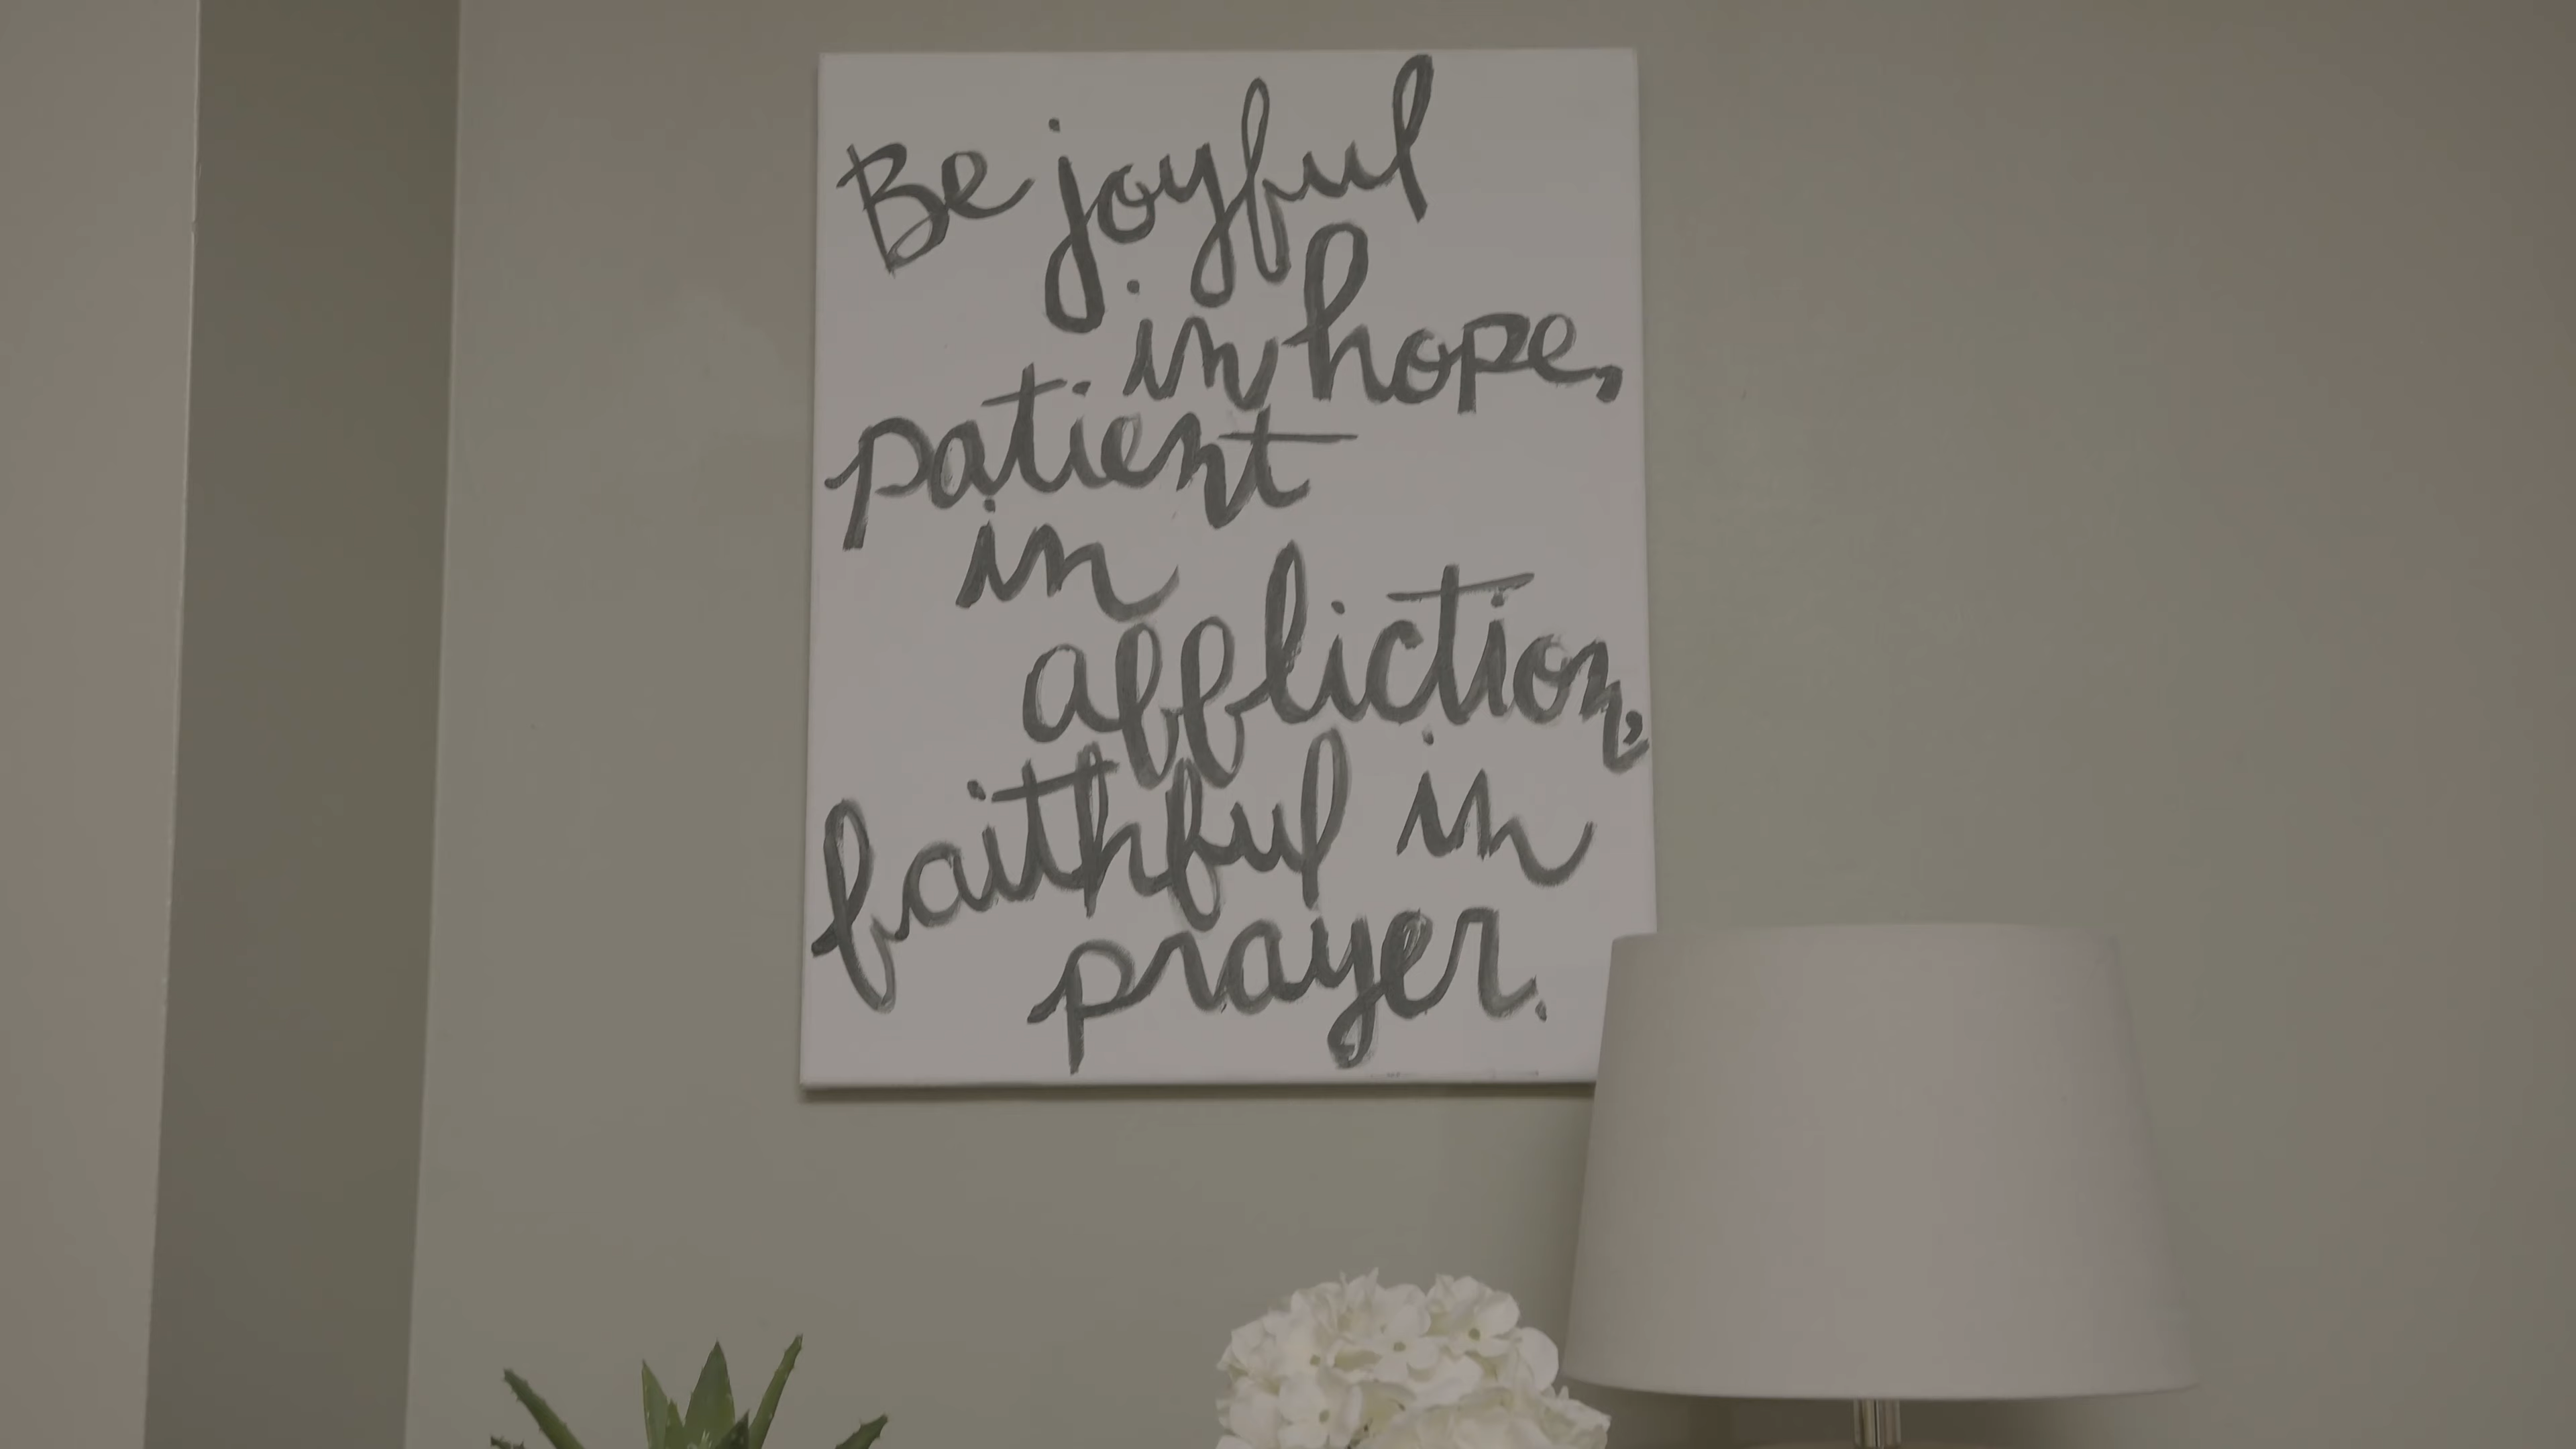 Be joyful
in hope,
patient
in
affliction,
faithful in
prayer.